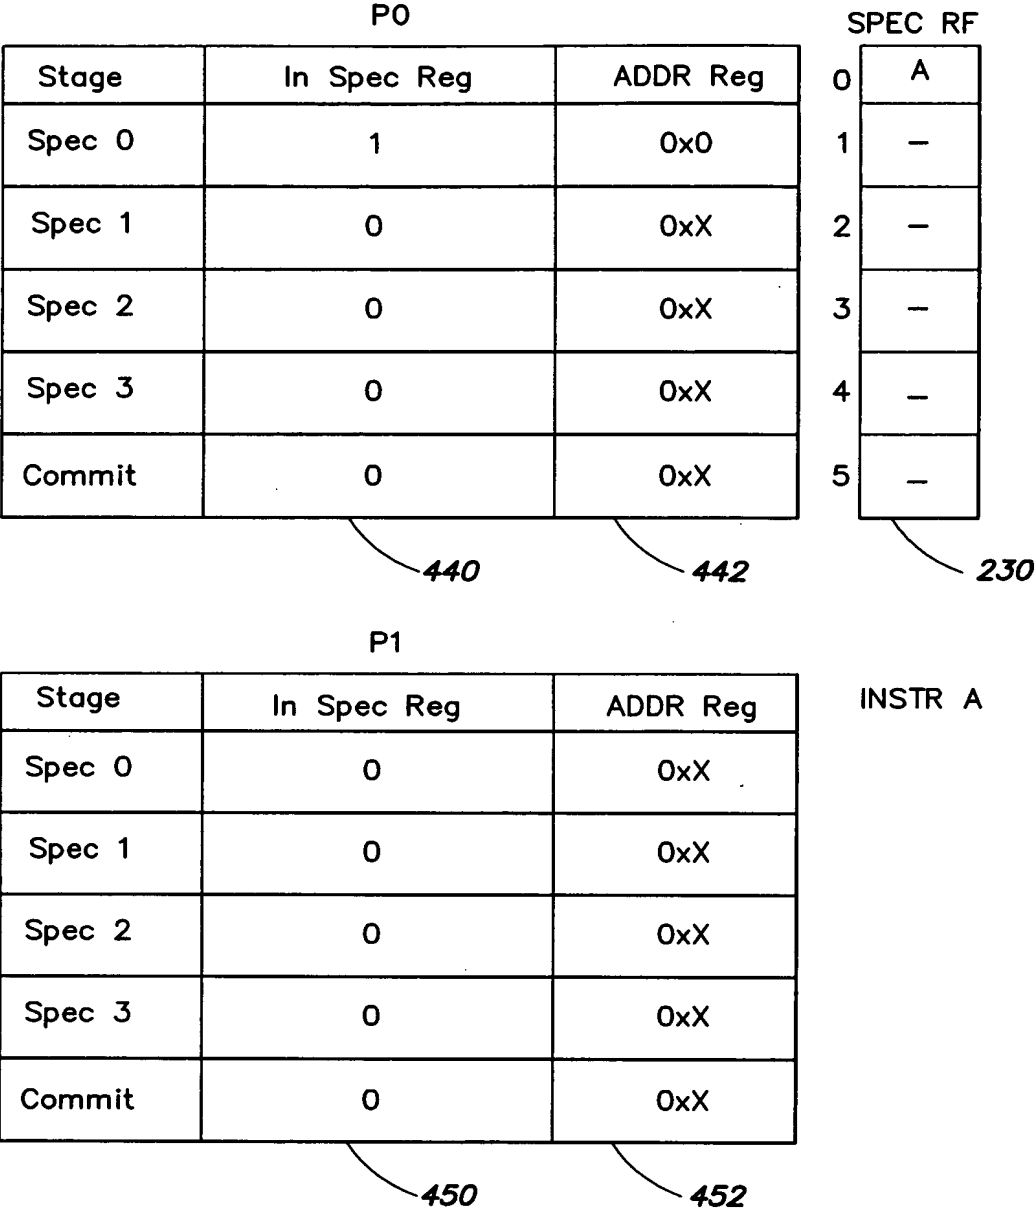 P0 SPEC RF
Stage In Spec Reg ADDR Reg 0 A
Spec 0 1 0x0 1 –
Spec 1 0 0xX 2 –
Spec 2 0 0xX 3 –
Spec 3 0 0xX 4 –
Commit 0 0xX 5 –
440 442 230
P1
Stage In Spec Reg ADDR Reg INSTR A
Spec 0 0 0xX
Spec 1 0 0xX
Spec 2 0 0xX
Spec 3 0 0xX
Commit 0 0xX
450 452